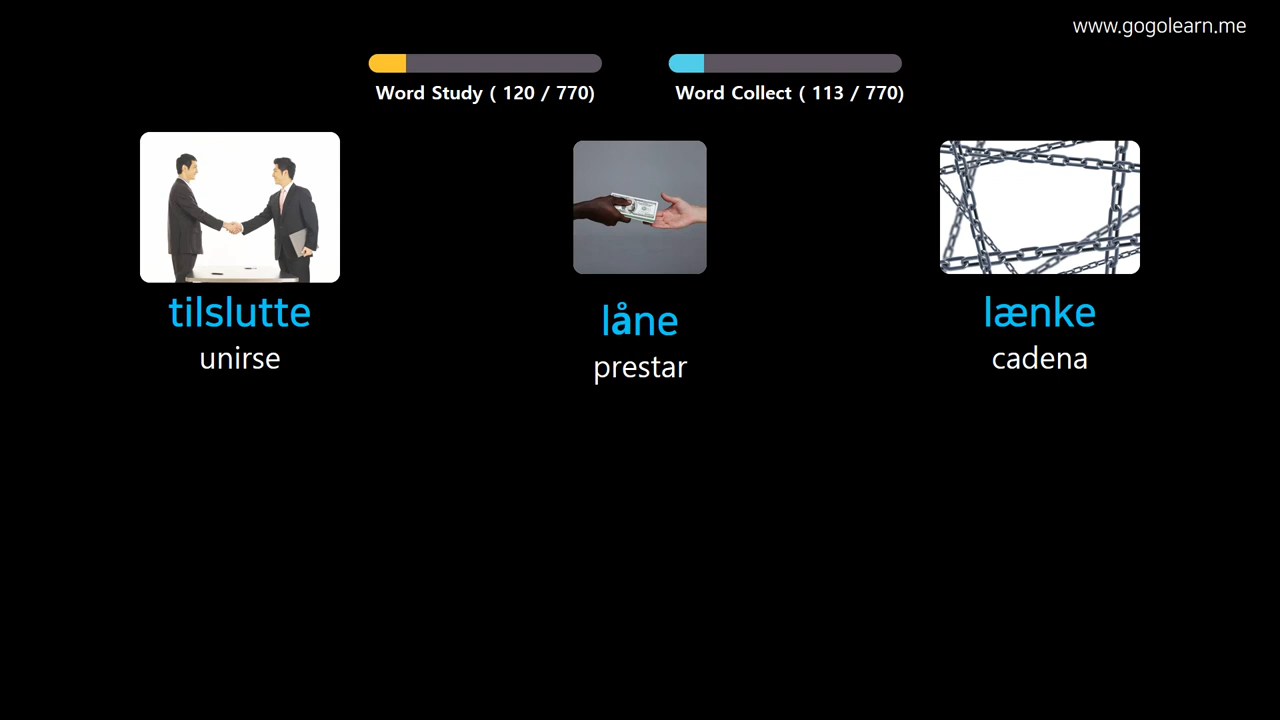 www.gogolearn.me
Word Study ( 120 / 770)
Word Collect ( 113 / 770)
tilslutte
unirse
låne
prestar
lænke
cadena